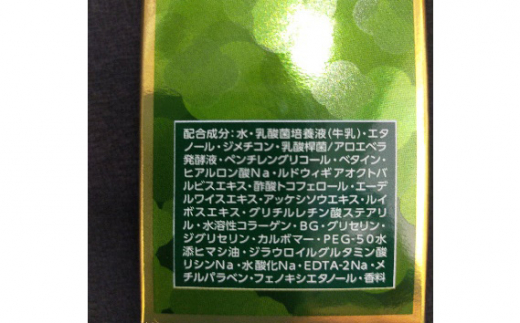 配合成分：水・乳酸菌培養液(牛乳)・エタ
ノール・ジメチコン・乳酸桿菌/アロエベラ
発酵液・ペンチレングリコール・ベタイン・
ヒアルロン酸Na・ルドウィギアオクトバ
ルビスエキス・酢酸トコフェロール・エーデ
ルワイスエキス・アッケシソウエキス・ルイ
ボスエキス・グリチルレチン酸ステアリ
ル・水溶性コラーゲン・BG・グリセリン・
ジグリセリン・カルボマー・PEG-50水
添ヒマシ油・ジラウロイルグルタミン酸
リシンNa・水酸化Na・EDTA-2Na・メ
チルパラベン・フェノキシエタノール・香料